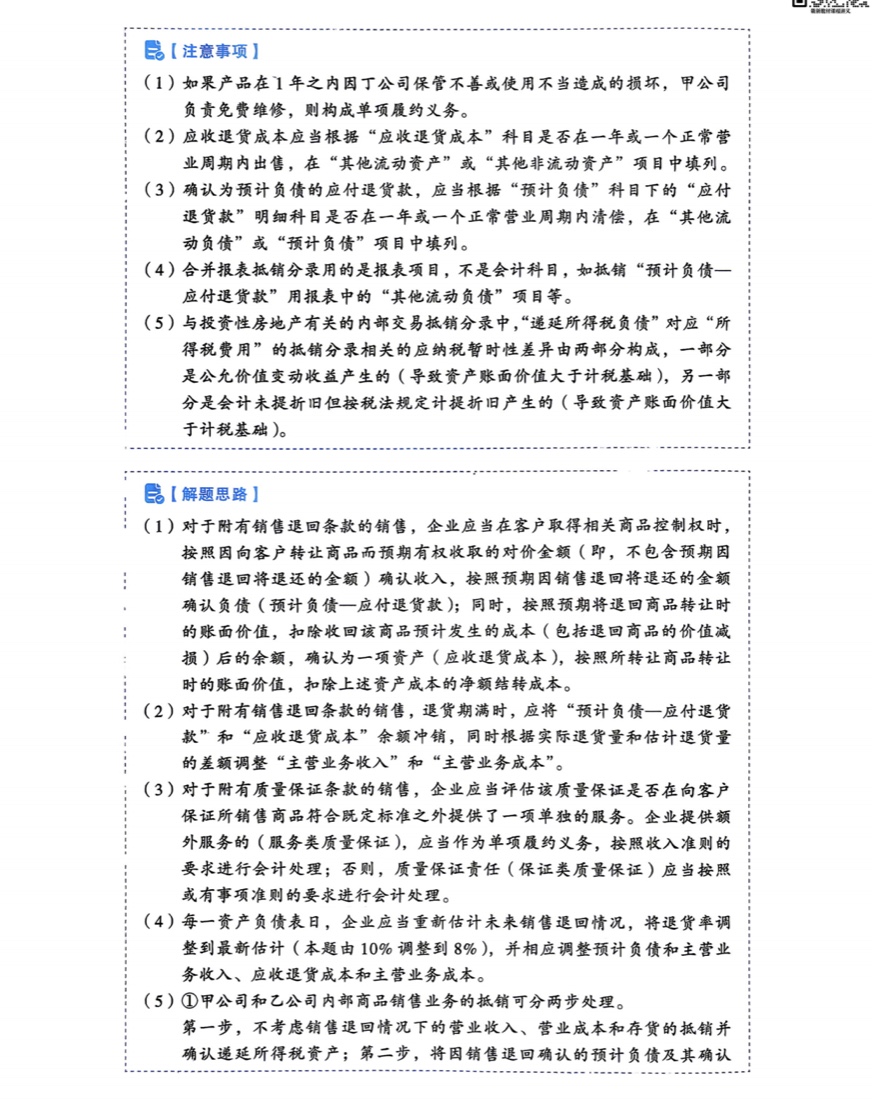 【注意事项】
（1）如果产品在1年之内因丁公司保管不善或使用不当造成的损坏，甲公司
负责免费维修，则构成单项履约义务。
（2）应收退货成本应当根据“应收退货成本”科目是否在一年或一个正常营
业周期内出售，在“其他流动资产”或“其他非流动资产”项目中填列。
（3）确认为预计负债的应付退货款，应当根据“预计负债”科目下的“应付
退货款”明细科目是否在一年或一个正常营业周期内清偿，在“其他流
动负债”或“预计负债”项目中填列。
（4）合并报表抵销分录用的是报表项目，不是会计科目，如抵销“预计负债—
应付退货款”用报表中的“其他流动负债”项目等。
（5）与投资性房地产有关的内部交易抵销分录中，“递延所得税负债”对应“所
得税费用”的抵销分录相关的应纳税暂时性差异由两部分构成，一部分
是公允价值变动收益产生的（导致资产账面价值大于计税基础），另一部
分是会计未提折旧但按税法规定计提折旧产生的（导致资产账面价值大
于计税基础）。
【解题思路】
（1）对于附有销售退回条款的销售，企业应当在客户取得相关商品控制权时，
按照因向客户转让商品而预期有权收取的对价金额（即，不包含预期因
销售退回将退还的金额）确认收入，按照预期因销售退回将退还的金额
确认负债（预计负债—应付退货款）；同时，按照预期将退回商品转让时
的账面价值，扣除收回该商品预计发生的成本（包括退回商品的价值减
损）后的余额，确认为一项资产（应收退货成本），按照所转让商品转让
时的账面价值，扣除上述资产成本的净额结转成本。
（2）对于附有销售退回条款的销售，退货期满时，应将“预计负债—应付退货
款”和“应收退货成本”余额冲销，同时根据实际退货量和估计退货量
的差额调整“主营业务收入”和“主营业务成本”。
（3）对于附有质量保证条款的销售，企业应当评估该质量保证是否在向客户
保证所销售商品符合既定标准之外提供了一项单独的服务。企业提供额
外服务的（服务类质量保证），应当作为单项履约义务，按照收入准则的
要求进行会计处理；否则，质量保证责任（保证类质量保证）应当按照
或有事项准则的要求进行会计处理。
（4）每一资产负债表日，企业应当重新估计未来销售退回情况，将退货率调
整到最新估计（本题由10%调整到8%），并相应调整预计负债和主营业
务收入、应收退货成本和主营业务成本。
（5）①甲公司和乙公司内部商品销售业务的抵销可分两步处理。
第一步，不考虑销售退回情况下的营业收入、营业成本和存货的抵销并
确认递延所得税资产；第二步，将因销售退回确认的预计负债及其确认